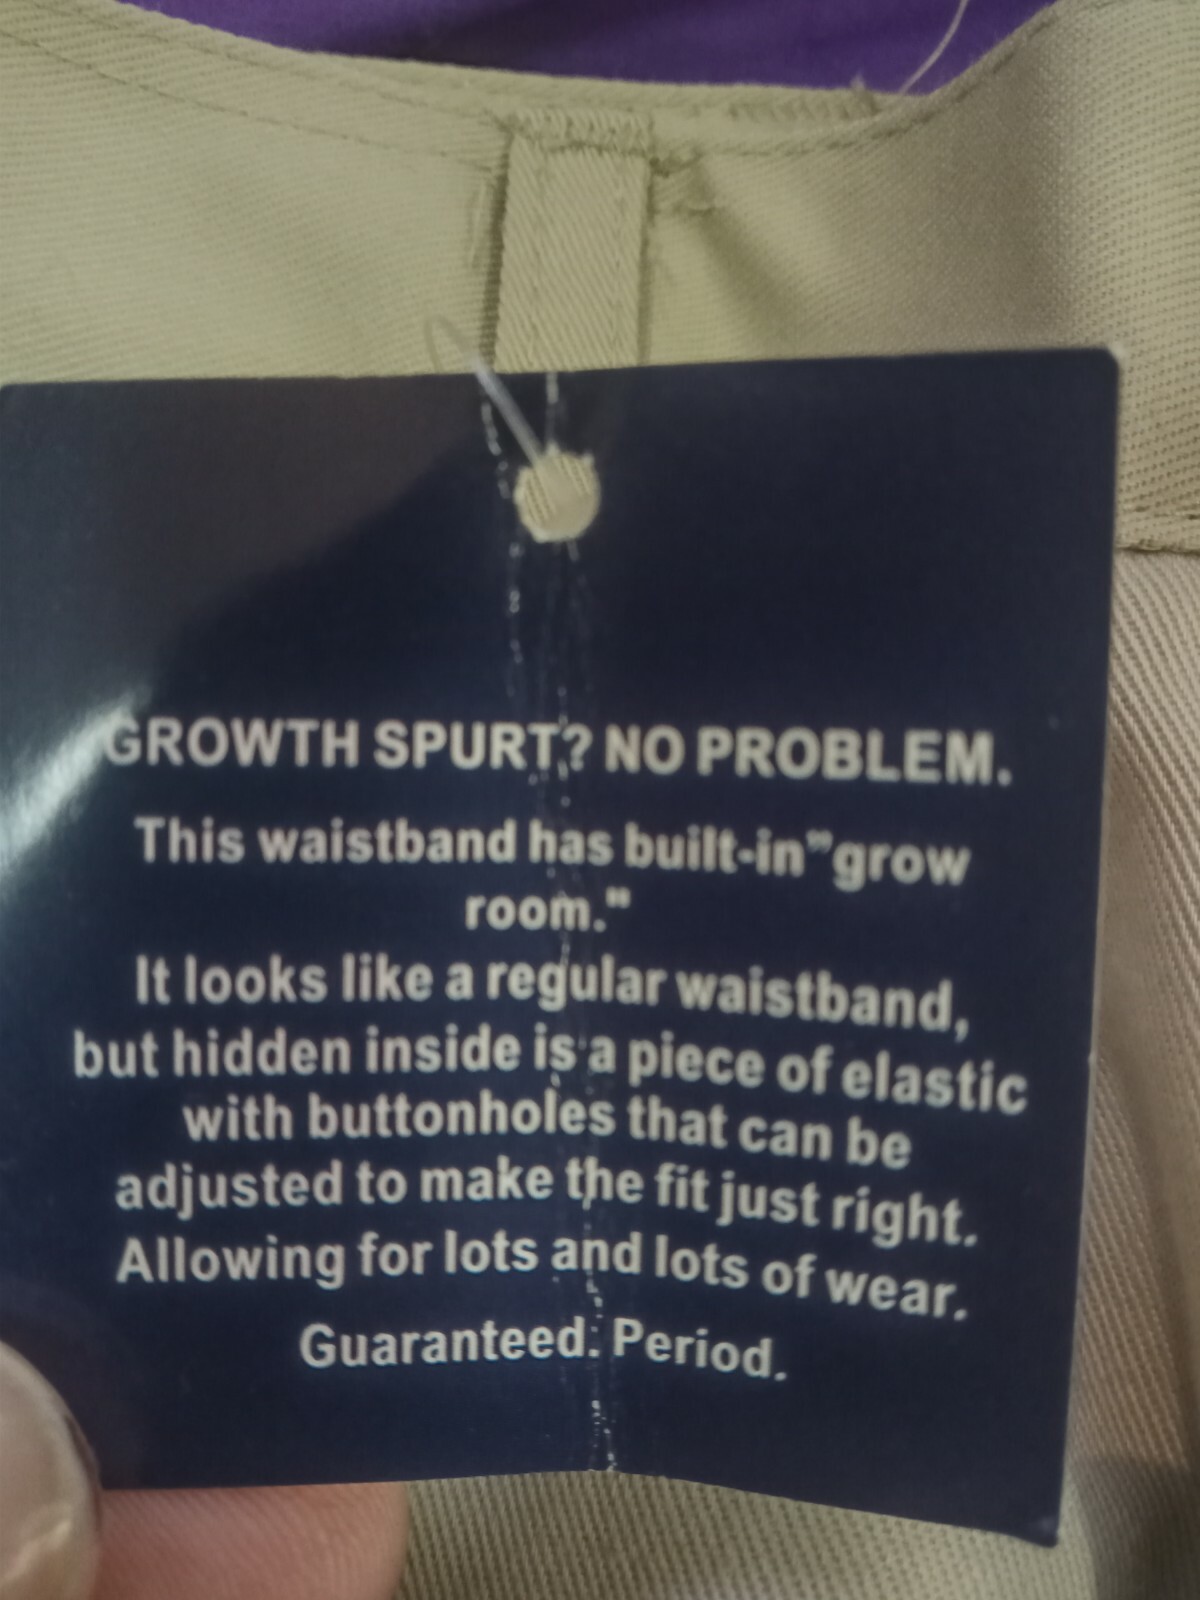 GROWTH SPURT? NO PROBLEM.
This waistband has built-in"grow
room."
It looks like a regular waistband,
but hidden inside is a piece of elastic
with buttonholes that can be
adjusted to make the fit just right.
Allowing for lots and lots of wear.
Guaranteed. Period.